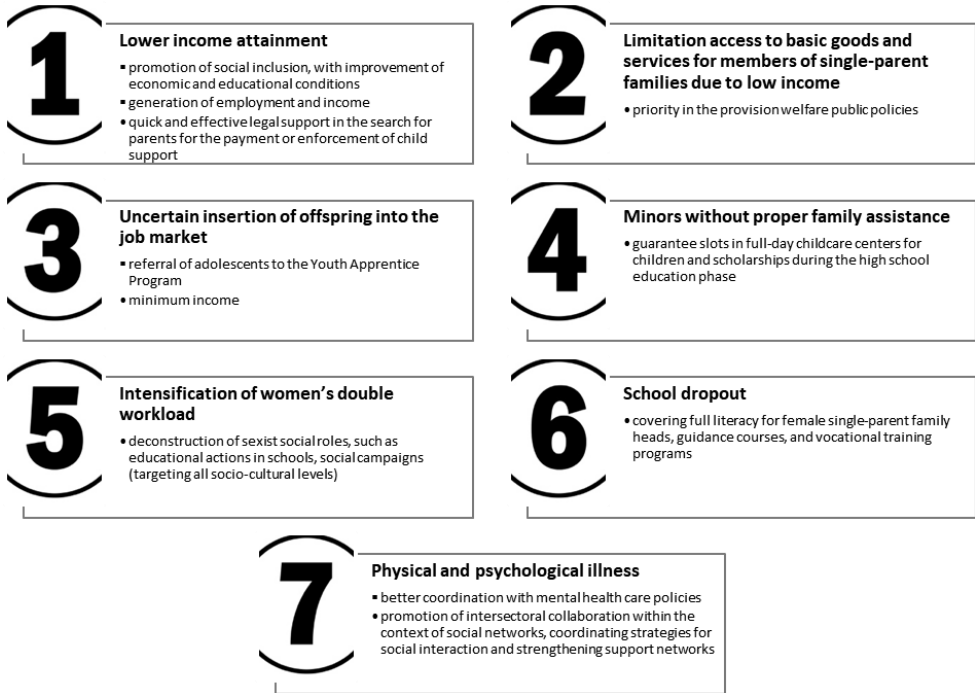 1
Lower income attainment
▪ promotion of social inclusion, with improvement of
economic and educational conditions
▪ generation of employment and income
• quick and effective legal support in the search for
parents for the payment or enforcement of child
support
2
Limitation access to basic goods and
services for members of single-parent
families due to low income
• priority in the provision welfare public policies
3
Uncertain insertion of offspring into the
job market
▪ referral of adolescents to the Youth Apprentice
Program
• minimum income
4
Minors without proper family assistance
• guarantee slots in full-day childcare centers for
children and scholarships during the high school
education phase
5
Intensification of women's double
workload
• deconstruction of sexist social roles, such as
educational actions in schools, social campaigns
(targeting all socio-cultural levels)
6
School dropout
• covering full literacy for female single-parent family
heads, guidance courses, and vocational training
programs
7
Physical and psychological illness
▪ better coordination with mental health care policies
• promotion of intersectoral collaboration within the
context of social networks, coordinating strategies for
social interaction and strengthening support networks